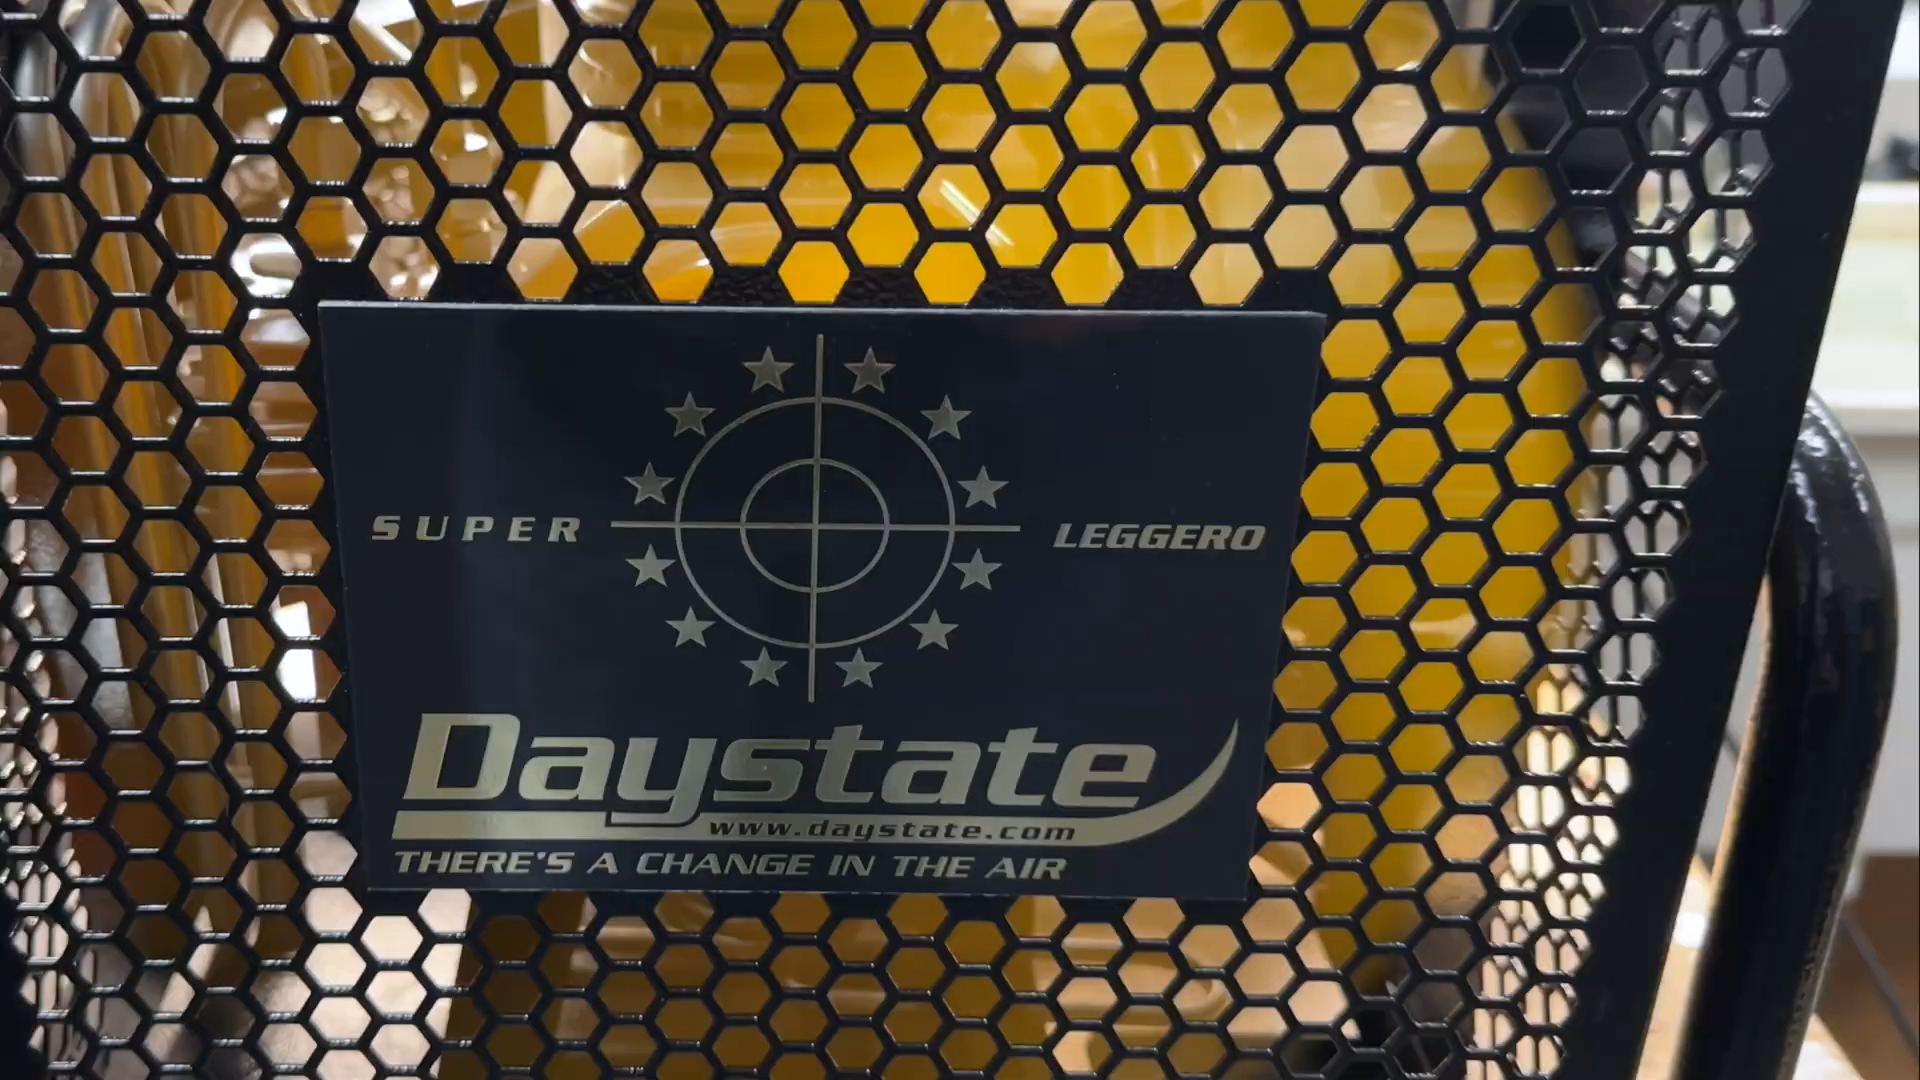 SUPER LEGGERO
Daystate
www.daystate.com
THERE'S A CHANGE IN THE AIR